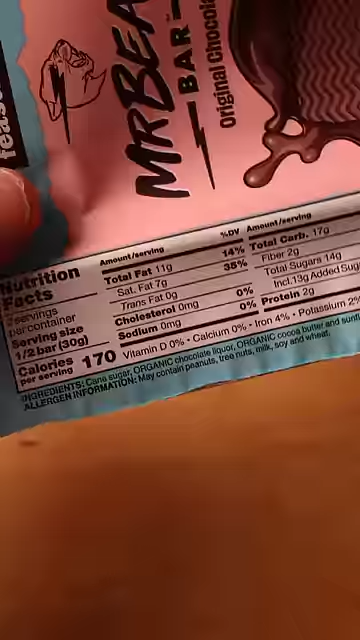 feas
MRBEA
BAR
Original Chocola
Nutrition
Facts
2 servings
per container
Serving size
1/2 bar (30g)
Calories 170
per serving
Amount/serving %DV
Total Fat 11g 14%
Sat. Fat 7g 35%
Trans Fat 0g
Cholesterol 0mg 0%
Sodium 0mg 0%
Amount/serving
Total Carb. 17g
Fiber 2g
Total Sugars 14g
Incl. 13g Added Suga
Protein 2g
Vitamin D 0% • Calcium 0% • Iron 4% • Potassium 2%
INGREDIENTS: Cane sugar, ORGANIC chocolate liquor, ORGANIC cocoa butter and sunfl
ALLERGEN INFORMATION: May contain peanuts, tree nuts, milk, soy and wheat.